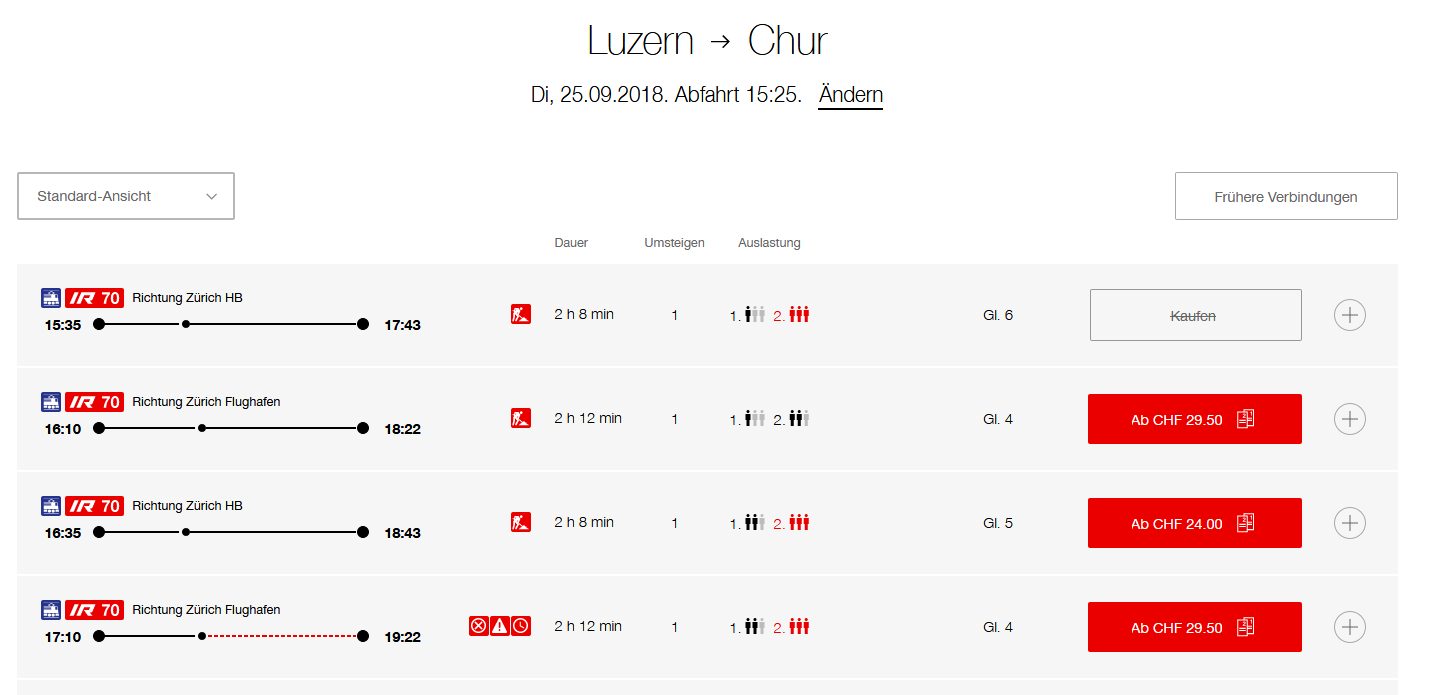 Luzern → Chur
Di, 25.09.2018. Abfahrt 15:25. Ändern
Standard-Ansicht
Frühere Verbindungen
Dauer Umsteigen Auslastung
IR 70 Richtung Zürich HB
15:35 17:43 2 h 8 min 1 1. 2. Gl. 6 Kaufen
IR 70 Richtung Zürich Flughafen
16:10 18:22 2 h 12 min 1 1. 2. Gl. 4 Ab CHF 29.50
IR 70 Richtung Zürich HB
16:35 18:43 2 h 8 min 1 1. 2. Gl. 5 Ab CHF 24.00
IR 70 Richtung Zürich Flughafen
17:10 19:22 2 h 12 min 1 1. 2. Gl. 4 Ab CHF 29.50